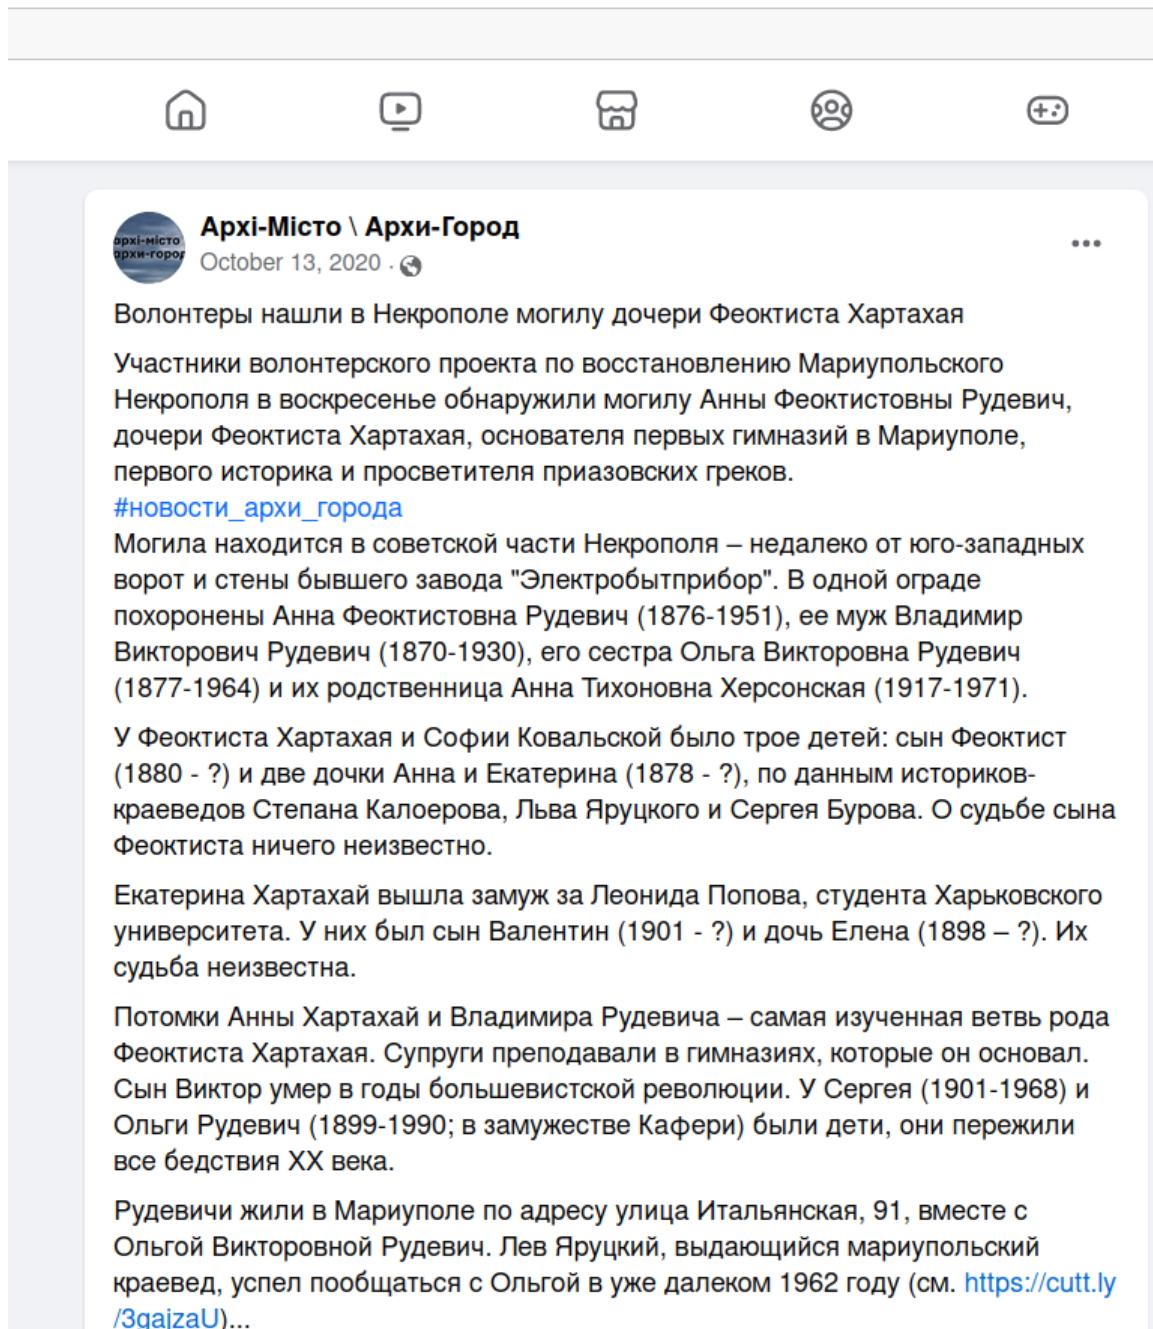 Архі-Місто \ Архи-Город
архі-місто
архи-город
October 13, 2020 ·
Волонтеры нашли в Некрополе могилу дочери Феоктиста Хартахая
Участники волонтерского проекта по восстановлению Мариупольского
Некрополя в воскресенье обнаружили могилу Анны Феоктистовны Рудевич,
дочери Феоктиста Хартахая, основателя первых гимназий в Мариуполе,
первого историка и просветителя приазовских греков.
#новости_архи_города
Могила находится в советской части Некрополя – недалеко от юго-западных
ворот и стены бывшего завода "Электробытприбор". В одной ограде
похоронены Анна Феоктистовна Рудевич (1876-1951), ее муж Владимир
Викторович Рудевич (1870-1930), его сестра Ольга Викторовна Рудевич
(1877-1964) и их родственница Анна Тихоновна Херсонская (1917-1971).
У Феоктиста Хартахая и Софии Ковальской было трое детей: сын Феоктист
(1880 - ?) и две дочки Анна и Екатерина (1878 - ?), по данным историков-
краеведов Степана Калоерова, Льва Яруцкого и Сергея Бурова. О судьбе сына
Феоктиста ничего неизвестно.
Екатерина Хартахай вышла замуж за Леонида Попова, студента Харьковского
университета. У них был сын Валентин (1901 - ?) и дочь Елена (1898 – ?). Их
судьба неизвестна.
Потомки Анны Хартахай и Владимира Рудевича – самая изученная ветвь рода
Феоктиста Хартахая. Супруги преподавали в гимназиях, которые он основал.
Сын Виктор умер в годы большевистской революции. У Сергея (1901-1968) и
Ольги Рудевич (1899-1990; в замужестве Кафери) были дети, они пережили
все бедствия XX века.
Рудевичи жили в Мариуполе по адресу улица Итальянская, 91, вместе с
Ольгой Викторовной Рудевич. Лев Яруцкий, выдающийся мариупольский
краевед, успел пообщаться с Ольгой в уже далеком 1962 году (см. https://cutt.ly
/3gajzaU)...